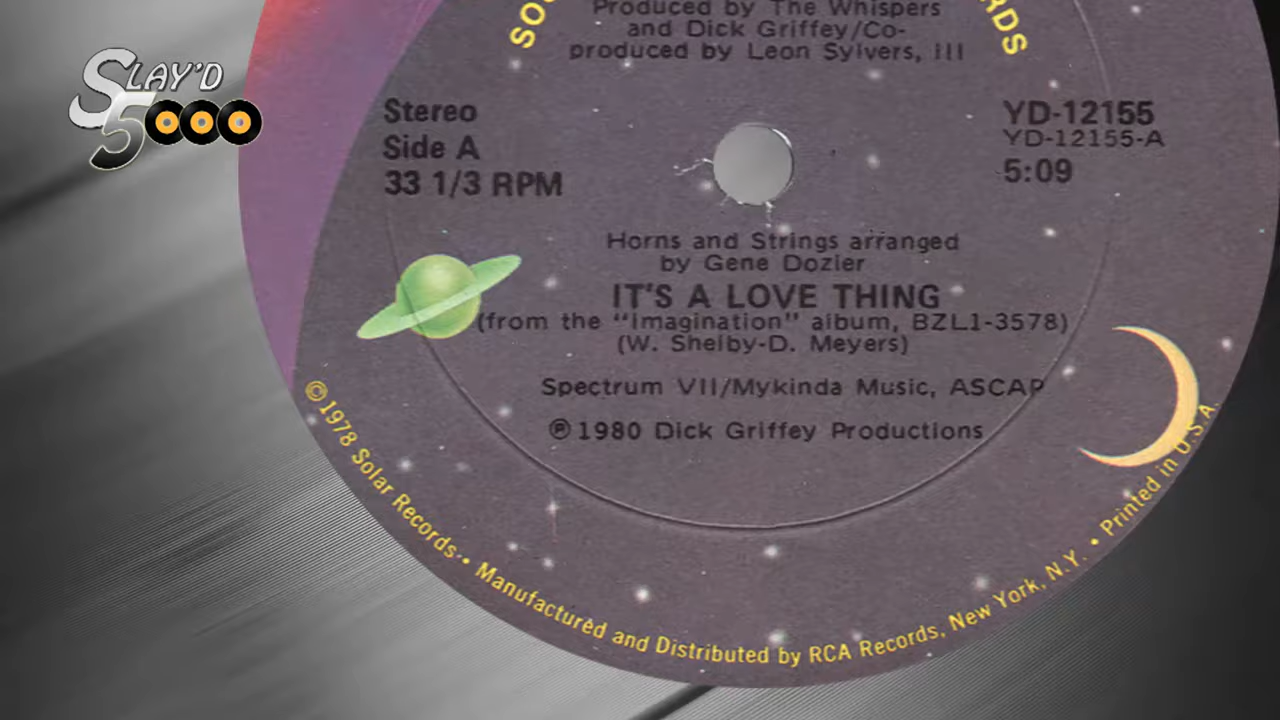 SLAY'D
5000
SOU
RDS
Produced by The Whispers
and Dick Griffey/Co-
produced by Leon Sylvers, III
Stereo
Side A
33 1/3 RPM
YD-12155
YD-12155-A
5:09
Horns and Strings arranged
by Gene Dozier
IT'S A LOVE THING
(from the "Imagination" album, BZL1-3578)
(W. Shelby-D. Meyers)
Spectrum VII/Mykinda Music, ASCAP
℗ 1980 Dick Griffey Productions
© 1978 Solar Records • Manufactured and Distributed by RCA Records, New York, N.Y. • Printed in U.S.A.